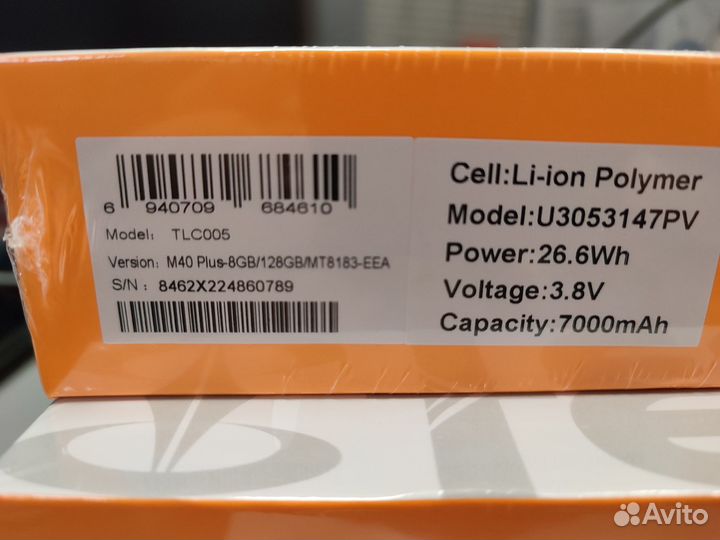 6 940709 684610
Model: TLC005
Version: M40 Plus-8GB/128GB/MT8183-EEA
S/N: 8462X224860789
Cell:Li-ion Polymer
Model:U3053147PV
Power:26.6Wh
Voltage:3.8V
Capacity:7000mAh
Avito